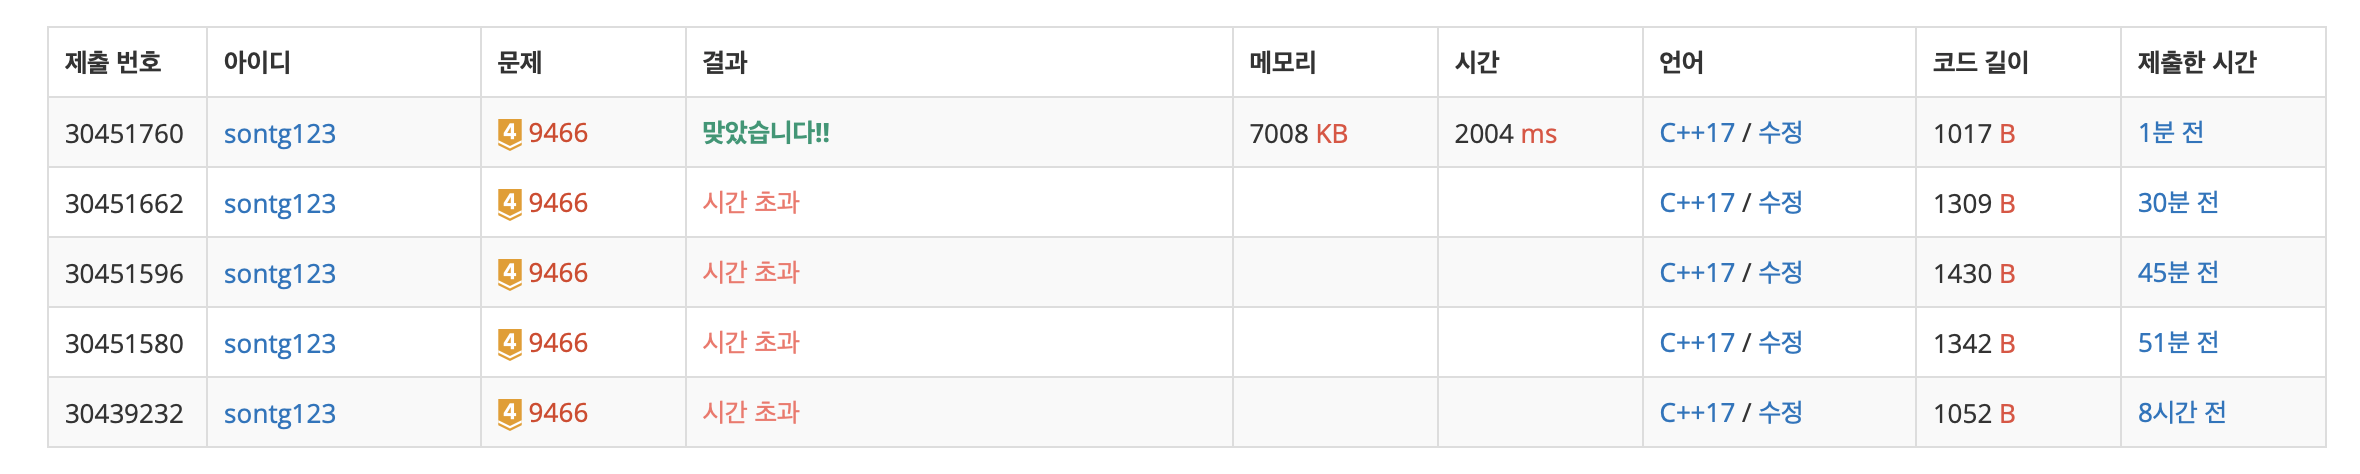 제출 번호 아이디 문제 결과 메모리 시간 언어 코드 길이 제출한 시간
30451760 sontg123 4 9466 맞았습니다!! 7008 KB 2004 ms C++17 / 수정 1017 B 1분 전
30451662 sontg123 4 9466 시간 초과 C++17 / 수정 1309 B 30분 전
30451596 sontg123 4 9466 시간 초과 C++17 / 수정 1430 B 45분 전
30451580 sontg123 4 9466 시간 초과 C++17 / 수정 1342 B 51분 전
30439232 sontg123 4 9466 시간 초과 C++17 / 수정 1052 B 8시간 전